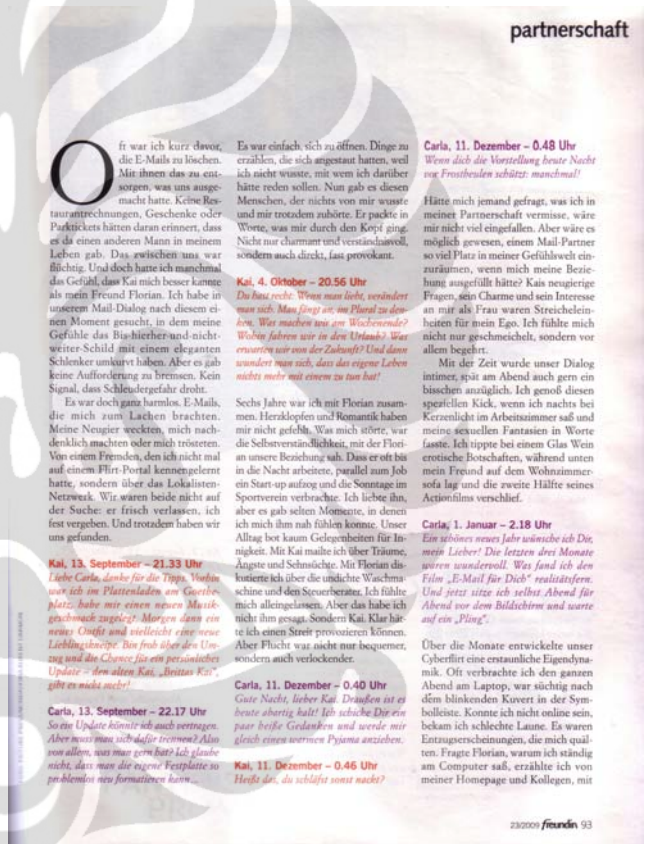 partnerschaft
Oft war ich kurz davor,
die E-Mails zu löschen.
Mit ihnen das zu ent-
sorgen, was uns ausge-
macht hatte. Keine Res-
taurantrechnungen, Geschenke oder
Parktickets hätten daran erinnert, dass
es da einen anderen Mann in meinem
Leben gab. Das zwischen uns war
flüchtig. Und doch hatte ich manchmal
das Gefühl, dass Kai mich besser kannte
als mein Freund Florian. Ich habe in
unserem Mail-Dialog nach diesem ei-
nen Moment gesucht, in dem meine
Gefühle das Bis-hierher-und-nicht-
weiter-Schild mit einem eleganten
Schlenker umkurvt haben. Aber es gab
keine Aufforderung zu bremsen. Kein
Signal, dass Schleudergefahr droht.
Es war doch ganz harmlos. E-Mails,
die mich zum Lachen brachten.
Meine Neugier weckten, mich nach-
denklich machten oder mich trösteten.
Von einem Fremden, den ich nicht mal
auf einem Flirt-Portal kennengelernt
hatte, sondern über das Lokalisten-
Netzwerk. Wir waren beide nicht auf
der Suche: er frisch verlassen, ich
fest vergeben. Und trotzdem haben wir
uns gefunden.
Kai, 13. September – 21.33 Uhr
Liebe Carla, danke für die Tipps. Vorhin
war ich im Plattenladen am Goethe-
platz, habe mir einen neuen Musik-
geschmack zugelegt. Morgen dann ein
neues Outfit und vielleicht eine neue
Lieblingskneipe. Bin froh über den Um-
zug und die Chance für ein persönliches
Update – den alten Kai, „Brittas Kai“,
gibt es nicht mehr!
Carla, 13. September – 22.17 Uhr
So ein Update könnte ich auch vertragen.
Aber muss man sich dafür trennen? Also
von allem, was man gern hat? Ich glaube
nicht, dass man die eigene Festplatte so
problemlos neu formatieren kann...
Es war einfach, sich zu öffnen. Dinge zu
erzählen, die sich angestaut hatten, weil
ich nicht wusste, mit wem ich darüber
hätte reden sollen. Nun gab es diesen
Menschen, der nichts von mir wusste
und mir trotzdem zuhörte. Er packte in
Worte, was mir durch den Kopf ging.
Nicht nur charmant und verständnisvoll,
sondern auch direkt, fast provokant.
Kai, 4. Oktober – 20.56 Uhr
Du hast recht: Wenn man liebt, verändert
man sich. Man fängt an, im Plural zu den-
ken. Was machen wir am Wochenende?
Wohin fahren wir in den Urlaub? Was
erwarten wir von der Zukunft? Und dann
wundert man sich, dass das eigene Leben
nichts mehr mit einem zu tun hat!
Sechs Jahre war ich mit Florian zusam-
men. Herzklopfen und Romantik haben
mir nicht gefehlt. Was mich störte, war
die Selbstverständlichkeit, mit der Flori-
an unsere Beziehung sah. Dass er oft bis
in die Nacht arbeitete, parallel zum Job
ein Start-up aufzog und die Sonntage im
Sportverein verbrachte. Ich liebte ihn,
aber es gab selten Momente, in denen
ich mich ihm nah fühlen konnte. Unser
Alltag bot kaum Gelegenheiten für In-
nigkeit. Mit Kai mailte ich über Träume,
Ängste und Sehnsüchte. Mit Florian dis-
kutierte ich über die undichte Waschma-
schine und den Steuerberater. Ich fühlte
mich alleingelassen. Aber das habe ich
nicht ihm gesagt. Sondern Kai. Klar hät-
te ich einen Streit provozieren können.
Aber Flucht war nicht nur bequemer,
sondern auch verlockender.
Carla, 11. Dezember – 0.40 Uhr
Gute Nacht, lieber Kai. Draußen ist es
heute abartig kalt! Ich schicke Dir ein
paar heiße Gedanken und werde mir
gleich einen warmen Pyjama anziehen.
Kai, 11. Dezember – 0.46 Uhr
Heißt das, du schläfst sonst nackt?
Carla, 11. Dezember – 0.48 Uhr
Wenn dich die Vorstellung heute Nacht
vor Frostbeulen schützt: manchmal!
Hätte mich jemand gefragt, was ich in
meiner Partnerschaft vermisse, wäre
mir nicht viel eingefallen. Aber wäre es
möglich gewesen, einem Mail-Partner
so viel Platz in meiner Gefühlswelt ein-
zuräumen, wenn mich meine Bezie-
hung ausgefüllt hätte? Kais neugierige
Fragen, sein Charme und sein Interesse
an mir als Frau waren Streichelein-
heiten für mein Ego. Ich fühlte mich
nicht nur geschmeichelt, sondern vor
allem begehrt.
Mit der Zeit wurde unser Dialog
intimer, spät am Abend auch gern ein
bisschen anzüglich. Ich genoß diesen
speziellen Kick, wenn ich nachts bei
Kerzenlicht im Arbeitszimmer saß und
meine sexuellen Fantasien in Worte
fasste. Ich tippte bei einem Glas Wein
erotische Botschaften, während unten
mein Freund auf dem Wohnzimmer-
sofa lag und die zweite Hälfte seines
Actionfilms verschlief.
Carla, 1. Januar – 2.18 Uhr
Ein schönes neues Jahr wünsche ich Dir,
mein Lieber! Die letzten drei Monate
waren wundervoll. Was fand ich den
Film „E-Mail für Dich“ realitätsfern.
Und jetzt sitze ich selbst Abend für
Abend vor dem Bildschirm und warte
auf ein „Pling“.
Über die Monate entwickelte unser
Cyberflirt eine erstaunliche Eigendyna-
mik. Oft verbrachte ich den ganzen
Abend am Laptop, war süchtig nach
dem blinkenden Kuvert in der Sym-
bolleiste. Konnte ich nicht online sein,
bekam ich schlechte Laune. Es waren
Entzugserscheinungen, die mich quäl-
ten. Fragte Florian, warum ich ständig
am Computer saß, erzählte ich von
meiner Homepage und Kollegen, mit
23/2009 freundin 93